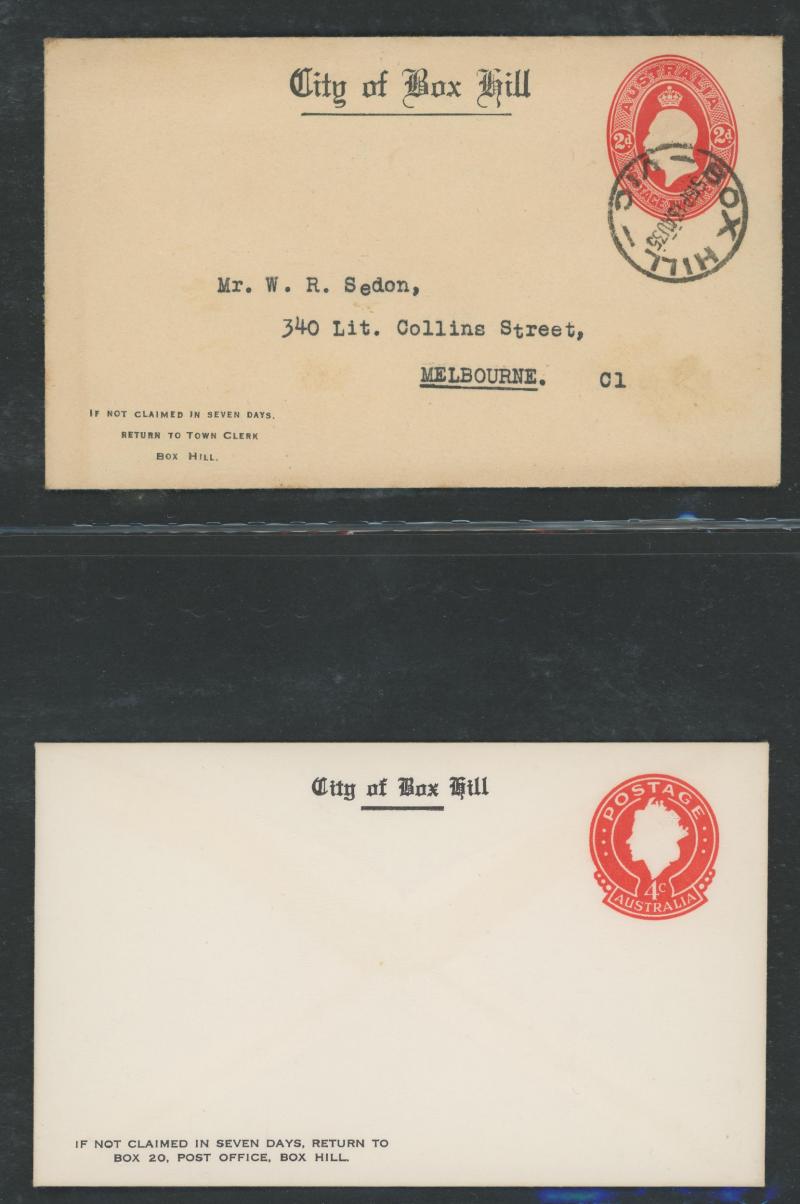 City of Box Hill
AUSTRALIA
2d 2d
BOX HILL
VIC
Mr. W. R. Sedon,
340 Lit. Collins Street,
MELBOURNE. C1
IF NOT CLAIMED IN SEVEN DAYS,
RETURN TO TOWN CLERK
BOX HILL.
City of Box Hill
POSTAGE
4c
AUSTRALIA
IF NOT CLAIMED IN SEVEN DAYS, RETURN TO
BOX 20, POST OFFICE, BOX HILL.